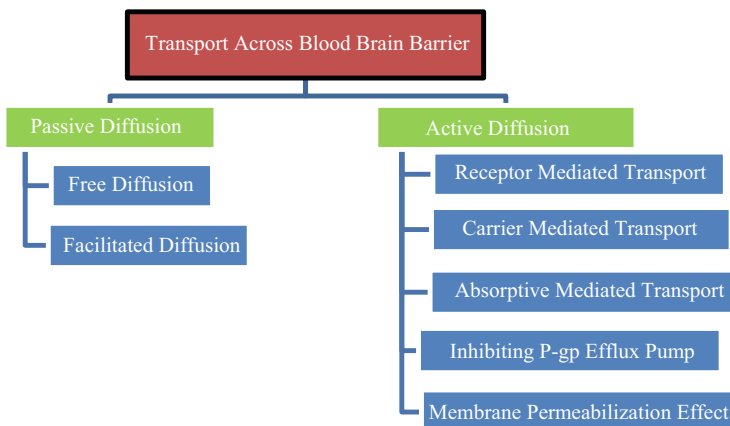 Transport Across Blood Brain Barrier
Passive Diffusion
Free Diffusion
Facilitated Diffusion
Active Diffusion
Receptor Mediated Transport
Carrier Mediated Transport
Absorptive Mediated Transport
Inhibiting P-gp Efflux Pump
Membrane Permeabilization Effect